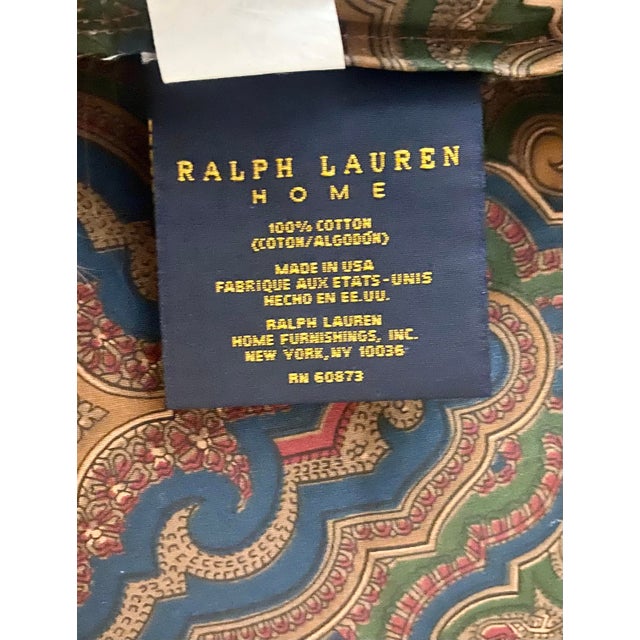 RALPH LAUREN
HOME
100% COTTON
(COTON/ALGODÓN)
MADE IN USA
FABRIQUE AUX ETATS-UNIS
HECHO EN EE.UU.
RALPH LAUREN
HOME FURNISHINGS, INC.
NEW YORK,NY 10036
RN 60873